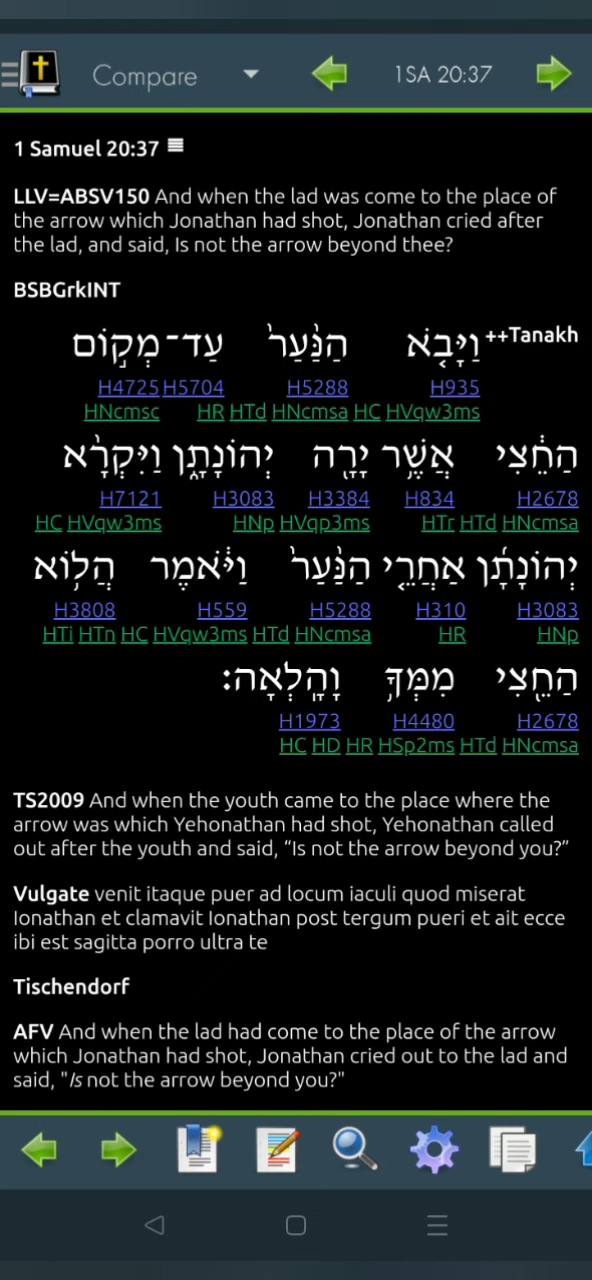 Compare
1SA 20:37
1 Samuel 20:37
LLV=ABSV150 And when the lad was come to the place of
the arrow which Jonathan had shot, Jonathan cried after
the lad, and said, Is not the arrow beyond thee?
BSBGrkINT
++Tanakh וַיָּבֹ֤א הַנַּ֙עַר֙ עַד־מְק֣וֹם
H4725 H5704 H5288 H935
HNcmsc HR HTd HNcmsa HC HVqw3ms
הַחֵ֔צִי אֲשֶׁ֥ר יָרָ֖ה יְהוֹנָתָ֑ן וַיִּקְרָ֨א
H7121 H3083 H3384 H834 H2678
HC HVqw3ms HNp HVqp3ms HTr HTd HNcmsa
יְהוֹנָתָ֜ן אַחֲרֵ֤י הַנַּ֙עַר֙ וַיֹּ֔אמֶר הֲל֥וֹא
H3808 H559 H5288 H310 H3083
HTi HTn HC HVqw3ms HTd HNcmsa HR HNp
הַחֵ֖צִי מִמְּךָ֥ וָהָֽלְאָה׃
H1973 H4480 H2678
HC HD HR HSp2ms HTd HNcmsa
TS2009 And when the youth came to the place where the
arrow was which Yehonathan had shot, Yehonathan called
out after the youth and said, “Is not the arrow beyond you?”
Vulgate venit itaque puer ad locum iaculi quod miserat
Ionathan et clamavit Ionathan post tergum pueri et ait ecce
ibi est sagitta porro ultra te
Tischendorf
AFV And when the lad had come to the place of the arrow
which Jonathan had shot, Jonathan cried out to the lad and
said, "Is not the arrow beyond you?"